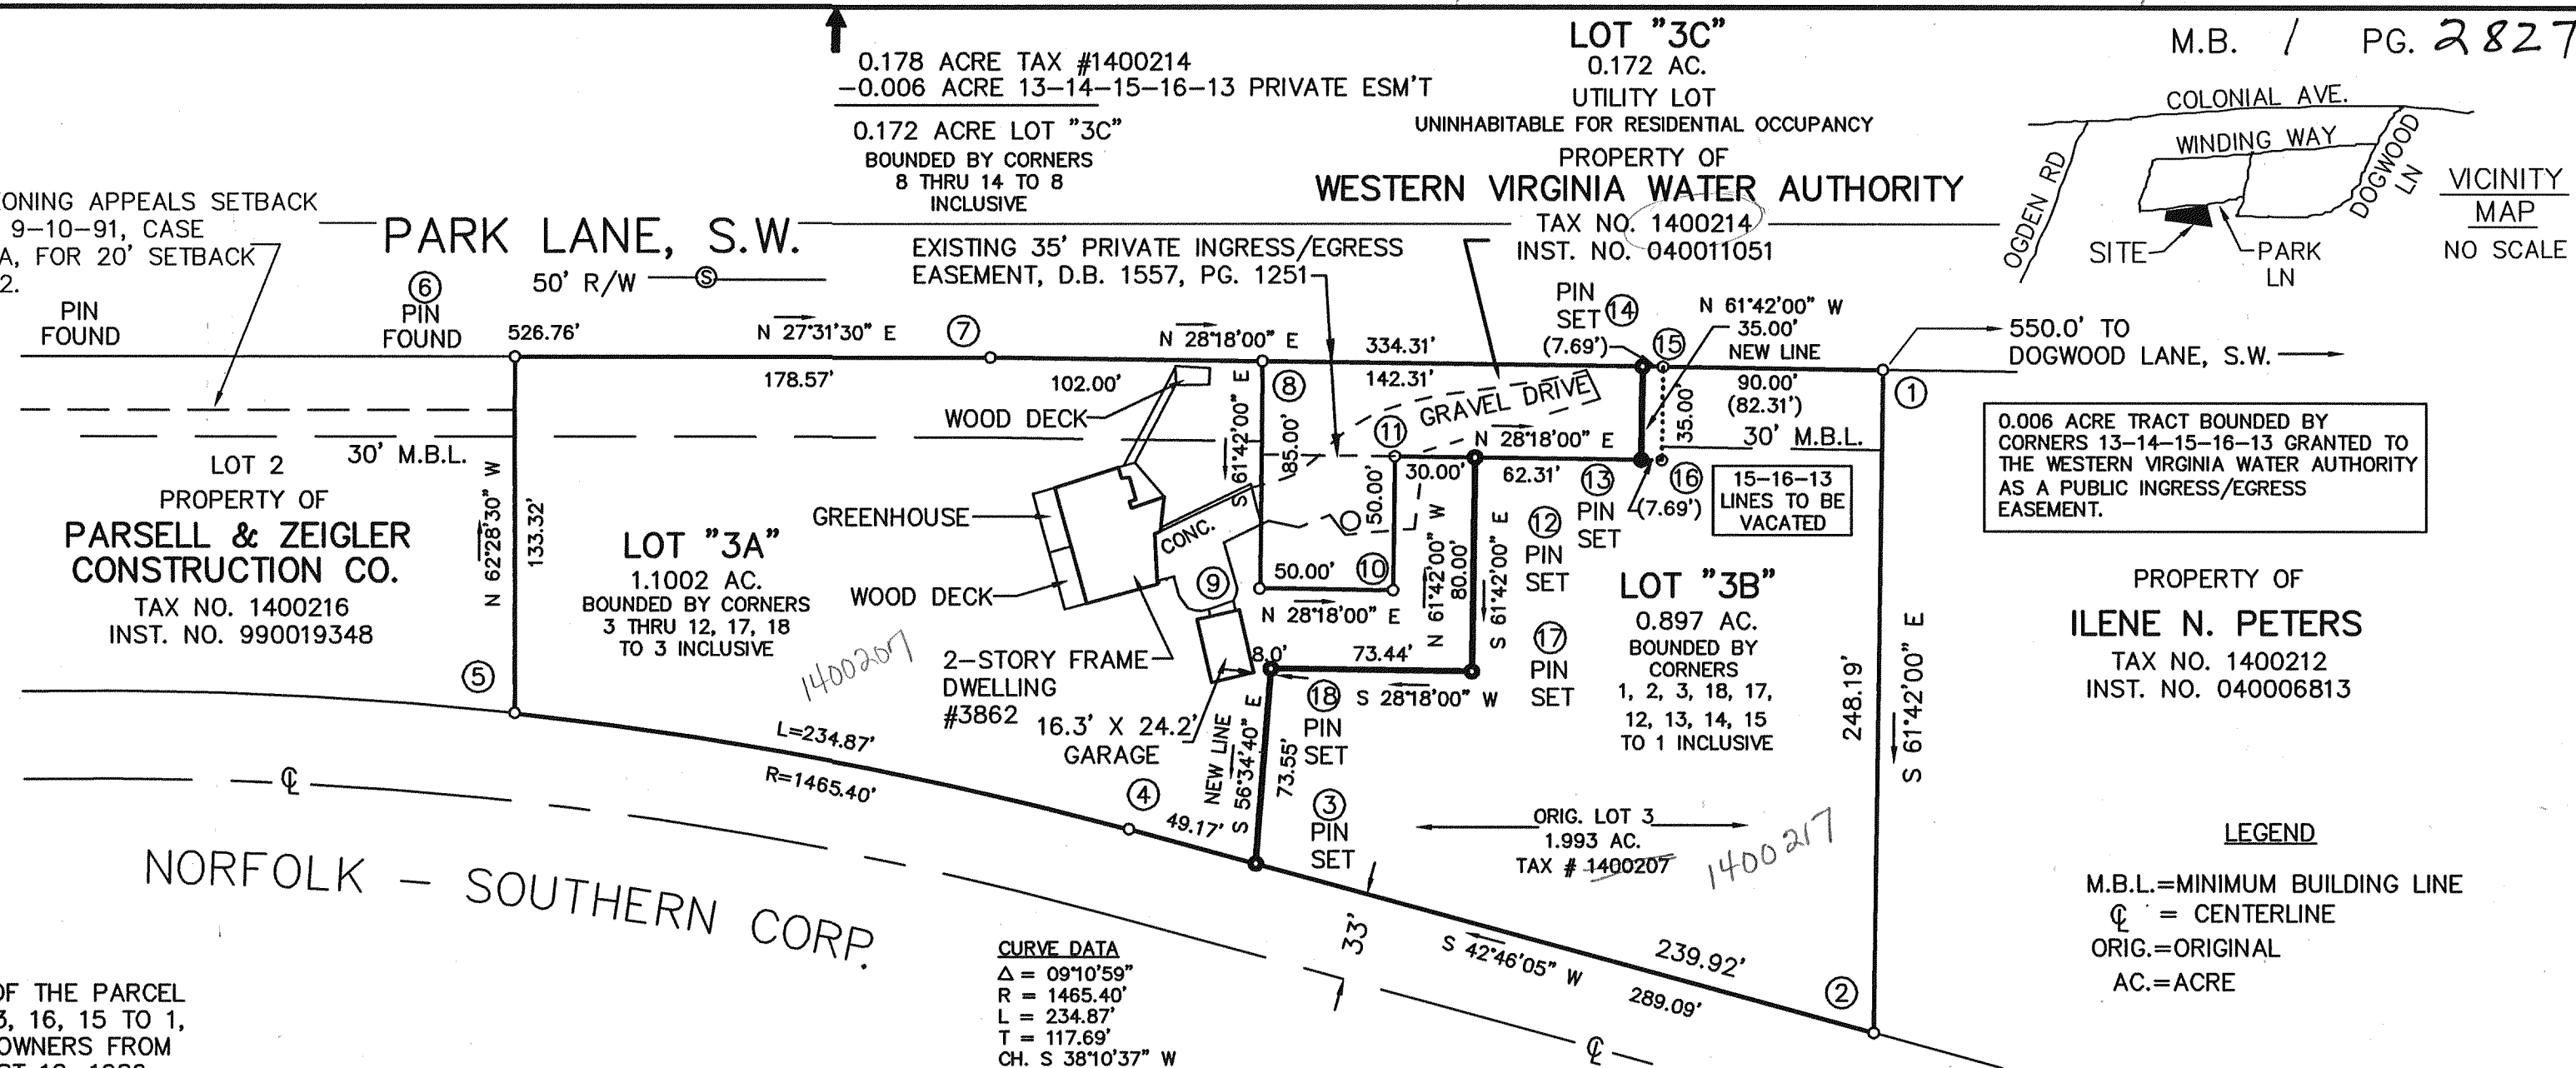 M.B. 1 PG. 2827
0.178 ACRE TAX #1400214
-0.006 ACRE 13-14-15-16-13 PRIVATE ESM'T
0.172 ACRE LOT "3C"
BOUNDED BY CORNERS
8 THRU 14 TO 8
INCLUSIVE
LOT "3C"
0.172 AC.
UTILITY LOT
UNINHABITABLE FOR RESIDENTIAL OCCUPANCY
PROPERTY OF
WESTERN VIRGINIA WATER AUTHORITY
TAX NO. 1400214
INST. NO. 040011051
COLONIAL AVE.
WINDING WAY
DOGWOOD LN
OGDEN RD
SITE
PARK
LN
VICINITY
MAP
NO SCALE
ONING APPEALS SETBACK
9-10-91, CASE
A, FOR 20' SETBACK
2.
PARK LANE, S.W.
50' R/W S
EXISTING 35' PRIVATE INGRESS/EGRESS
EASEMENT, D.B. 1557, PG. 1251
PIN
FOUND
6
PIN
FOUND
526.76'
N 27°31'30" E
7
N 28°18'00" E
334.31'
PIN
SET 14
(7.69')
15
N 61°42'00" W
35.00'
NEW LINE
550.0' TO
DOGWOOD LANE, S.W.
178.57'
102.00'
8
142.31'
90.00'
(82.31')
1
WOOD DECK
GRAVEL DRIVE
35.00'
S 61°42'00" E
85.00'
11
N 28°18'00" E
30' M.B.L.
30.00'
62.31'
13
PIN
SET
16
(7.69')
15-16-13
LINES TO BE
VACATED
0.006 ACRE TRACT BOUNDED BY
CORNERS 13-14-15-16-13 GRANTED TO
THE WESTERN VIRGINIA WATER AUTHORITY
AS A PUBLIC INGRESS/EGRESS
EASEMENT.
30' M.B.L.
LOT 2
PROPERTY OF
PARSELL & ZEIGLER
CONSTRUCTION CO.
TAX NO. 1400216
INST. NO. 990019348
N 62°28'30" W
133.32'
5
LOT "3A"
1.1002 AC.
BOUNDED BY CORNERS
3 THRU 12, 17, 18
TO 3 INCLUSIVE
1400207
GREENHOUSE
WOOD DECK
CONC.
9
50.00'
50.00'
10
N 28°18'00" E
N 61°42'00" W
80.00'
S 61°42'00" E
12
PIN
SET
17
PIN
SET
2-STORY FRAME
DWELLING
#3862
16.3' X 24.2'
GARAGE
8.0'
73.44'
S 28°18'00" W
18
PIN
SET
NEW LINE
S 56°34'40" E
73.55'
3
PIN
SET
LOT "3B"
0.897 AC.
BOUNDED BY
CORNERS
1, 2, 3, 18, 17,
12, 13, 14, 15
TO 1 INCLUSIVE
248.19'
S 61°42'00" E
PROPERTY OF
ILENE N. PETERS
TAX NO. 1400212
INST. NO. 040006813
L=234.87'
R=1465.40'
4
49.17'
ORIG. LOT 3
1.993 AC.
TAX # 1400207
1400217
33'
S 42°46'05" W
239.92'
289.09'
2
NORFOLK - SOUTHERN CORP.
℄
℄
CURVE DATA
Δ = 09°10'59"
R = 1465.40'
L = 234.87'
T = 117.69'
CH. S 38°10'37" W
LEGEND
M.B.L.=MINIMUM BUILDING LINE
℄ = CENTERLINE
ORIG.=ORIGINAL
AC.=ACRE
OF THE PARCEL
3, 16, 15 TO 1,
OWNERS FROM